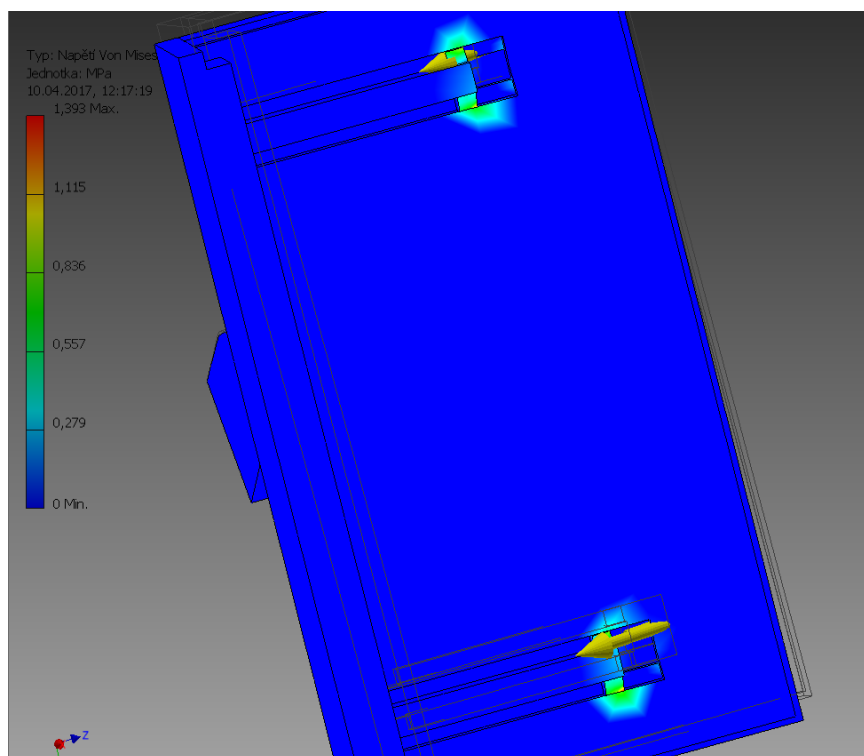 Typ: Napětí Von Mises
Jednotka: MPa
10.04.2017, 12:17:19
1,393 Max.
1,115
0,836
0,557
0,279
0 Min.
Z